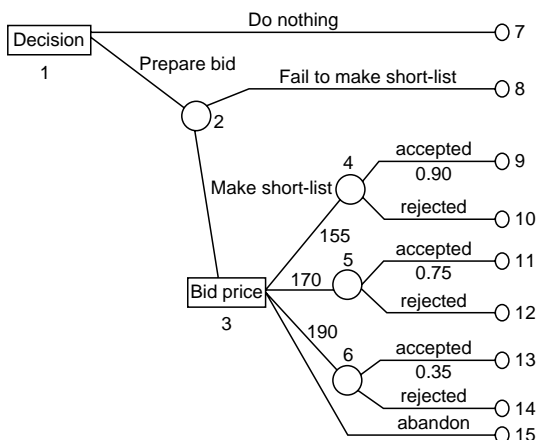 Do nothing
7
Decision
1
Prepare bid
Fail to make short-list
8
2
4
accepted
9
0.90
Make short-list
rejected
10
155
5
accepted
11
170
0.75
Bid price
rejected
12
3
190
6
accepted
13
0.35
rejected
14
abandon
15